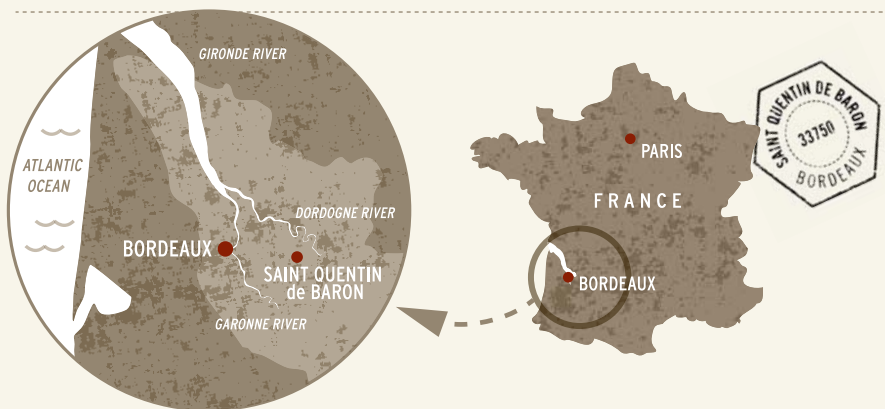 GIRONDE RIVER
ATLANTIC
OCEAN
DORDOGNE RIVER
BORDEAUX
SAINT QUENTIN
de BARON
GARONNE RIVER
PARIS
FRANCE
BORDEAUX
SAINT QUENTIN DE BARON
33750
BORDEAUX